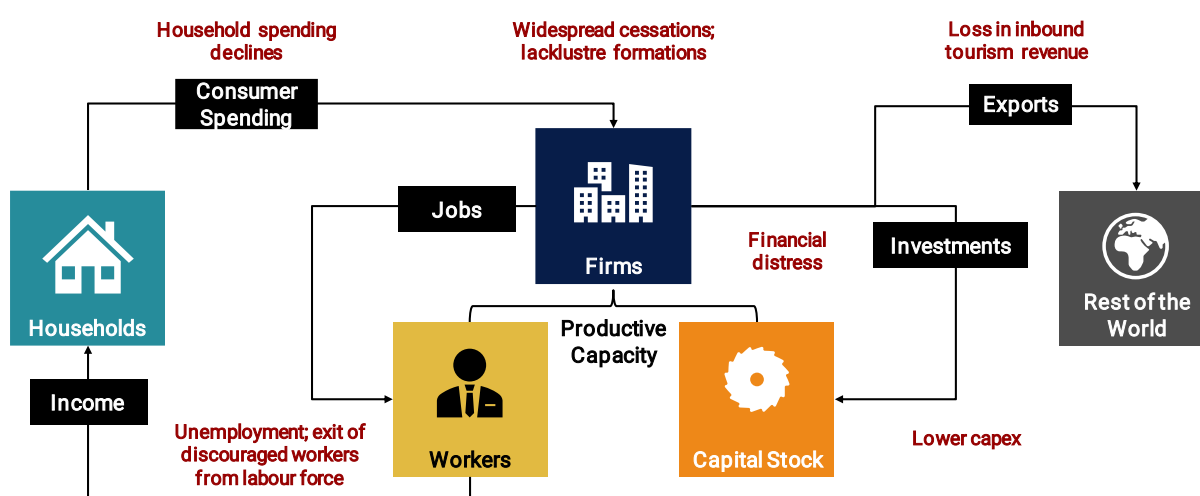 Household spending
declines
Widespread cessations;
lacklustre formations
Loss in inbound
tourism revenue
Consumer
Spending
Exports
Jobs
Investments
Firms
Financial
distress
Households
Rest of the
World
Productive
Capacity
Income
Unemployment; exit of
discouraged workers
from labour force
Workers
Capital Stock
Lower capex